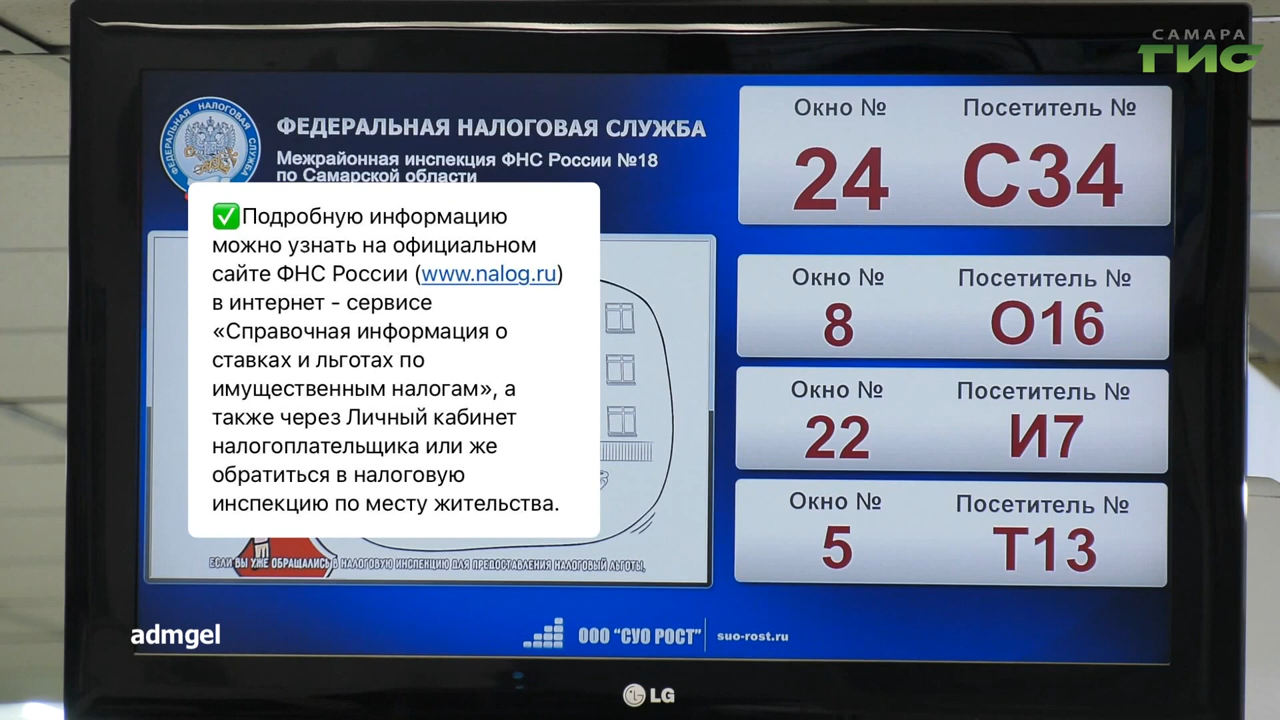 САМАРА
ГИС
ФЕДЕРАЛЬНАЯ НАЛОГОВАЯ СЛУЖБА
ФЕДЕРАЛЬНАЯ НАЛОГОВАЯ СЛУЖБА
Межрайонная инспекция ФНС России №18
по Самарской области
✅Подробную информацию
можно узнать на официальном
сайте ФНС России (www.nalog.ru)
в интернет - сервисе
«Справочная информация о
ставках и льготах по
имущественным налогам», а
также через Личный кабинет
налогоплательщика или же
обратиться в налоговую
инспекцию по месту жительства.
ЕСЛИ ВЫ УЖЕ ОБРАЩАЛИСЬ В НАЛОГОВУЮ ИНСПЕКЦИЮ ДЛЯ ПРЕДОСТАВЛЕНИЯ НАЛОГОВЫЙ ЛЬГОТЫ,
Окно № Посетитель №
24 С34
Окно № Посетитель №
8 О16
Окно № Посетитель №
22 И7
Окно № Посетитель №
5 Т13
admgel
ООО "СУО РОСТ" suo-rost.ru
LG